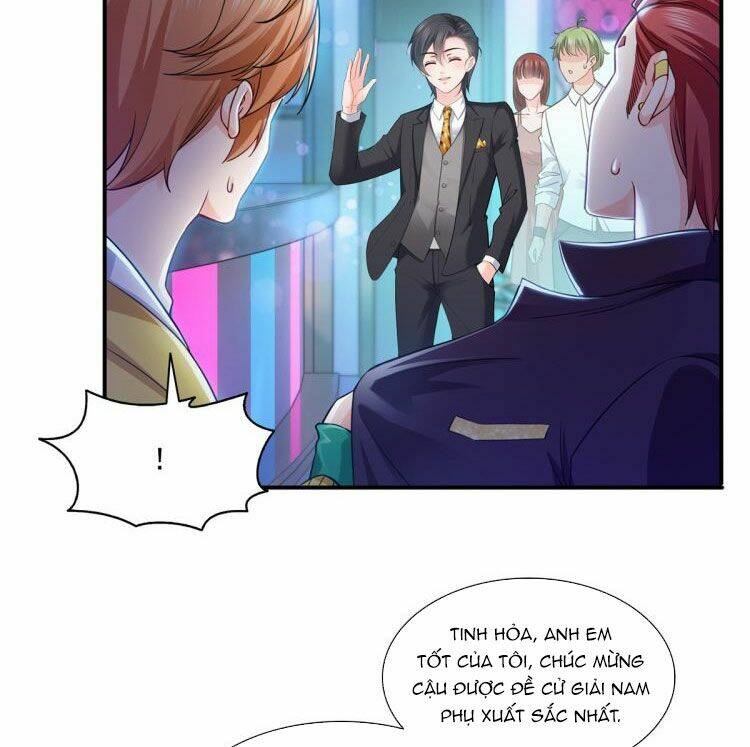 !
TINH HỎA, ANH EM
TỐT CỦA TÔI, CHÚC MỪNG
CẬU ĐƯỢC ĐỀ CỬ GIẢI NAM
PHỤ XUẤT SẮC NHẤT.